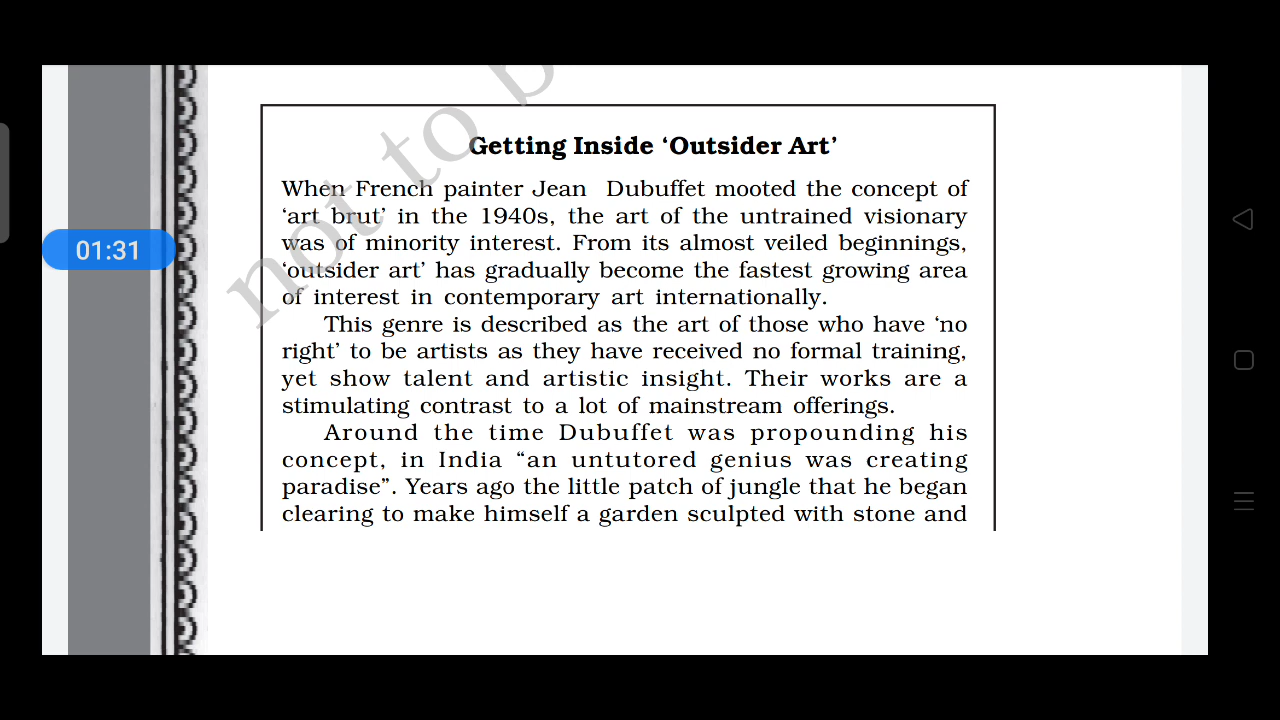 not to b
Getting Inside ‘Outsider Art’
When French painter Jean Dubuffet mooted the concept of
‘art brut’ in the 1940s, the art of the untrained visionary
was of minority interest. From its almost veiled beginnings,
‘outsider art’ has gradually become the fastest growing area
of interest in contemporary art internationally.
This genre is described as the art of those who have ‘no
right’ to be artists as they have received no formal training,
yet show talent and artistic insight. Their works are a
stimulating contrast to a lot of mainstream offerings.
Around the time Dubuffet was propounding his
concept, in India “an untutored genius was creating
paradise”. Years ago the little patch of jungle that he began
clearing to make himself a garden sculpted with stone and
01:31